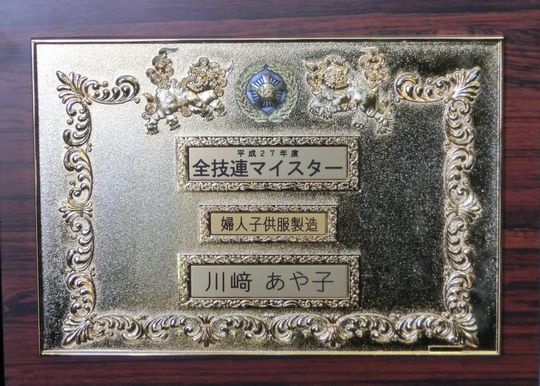 平成27年度
全技連マイスター
婦人子供服製造
川﨑 あや子